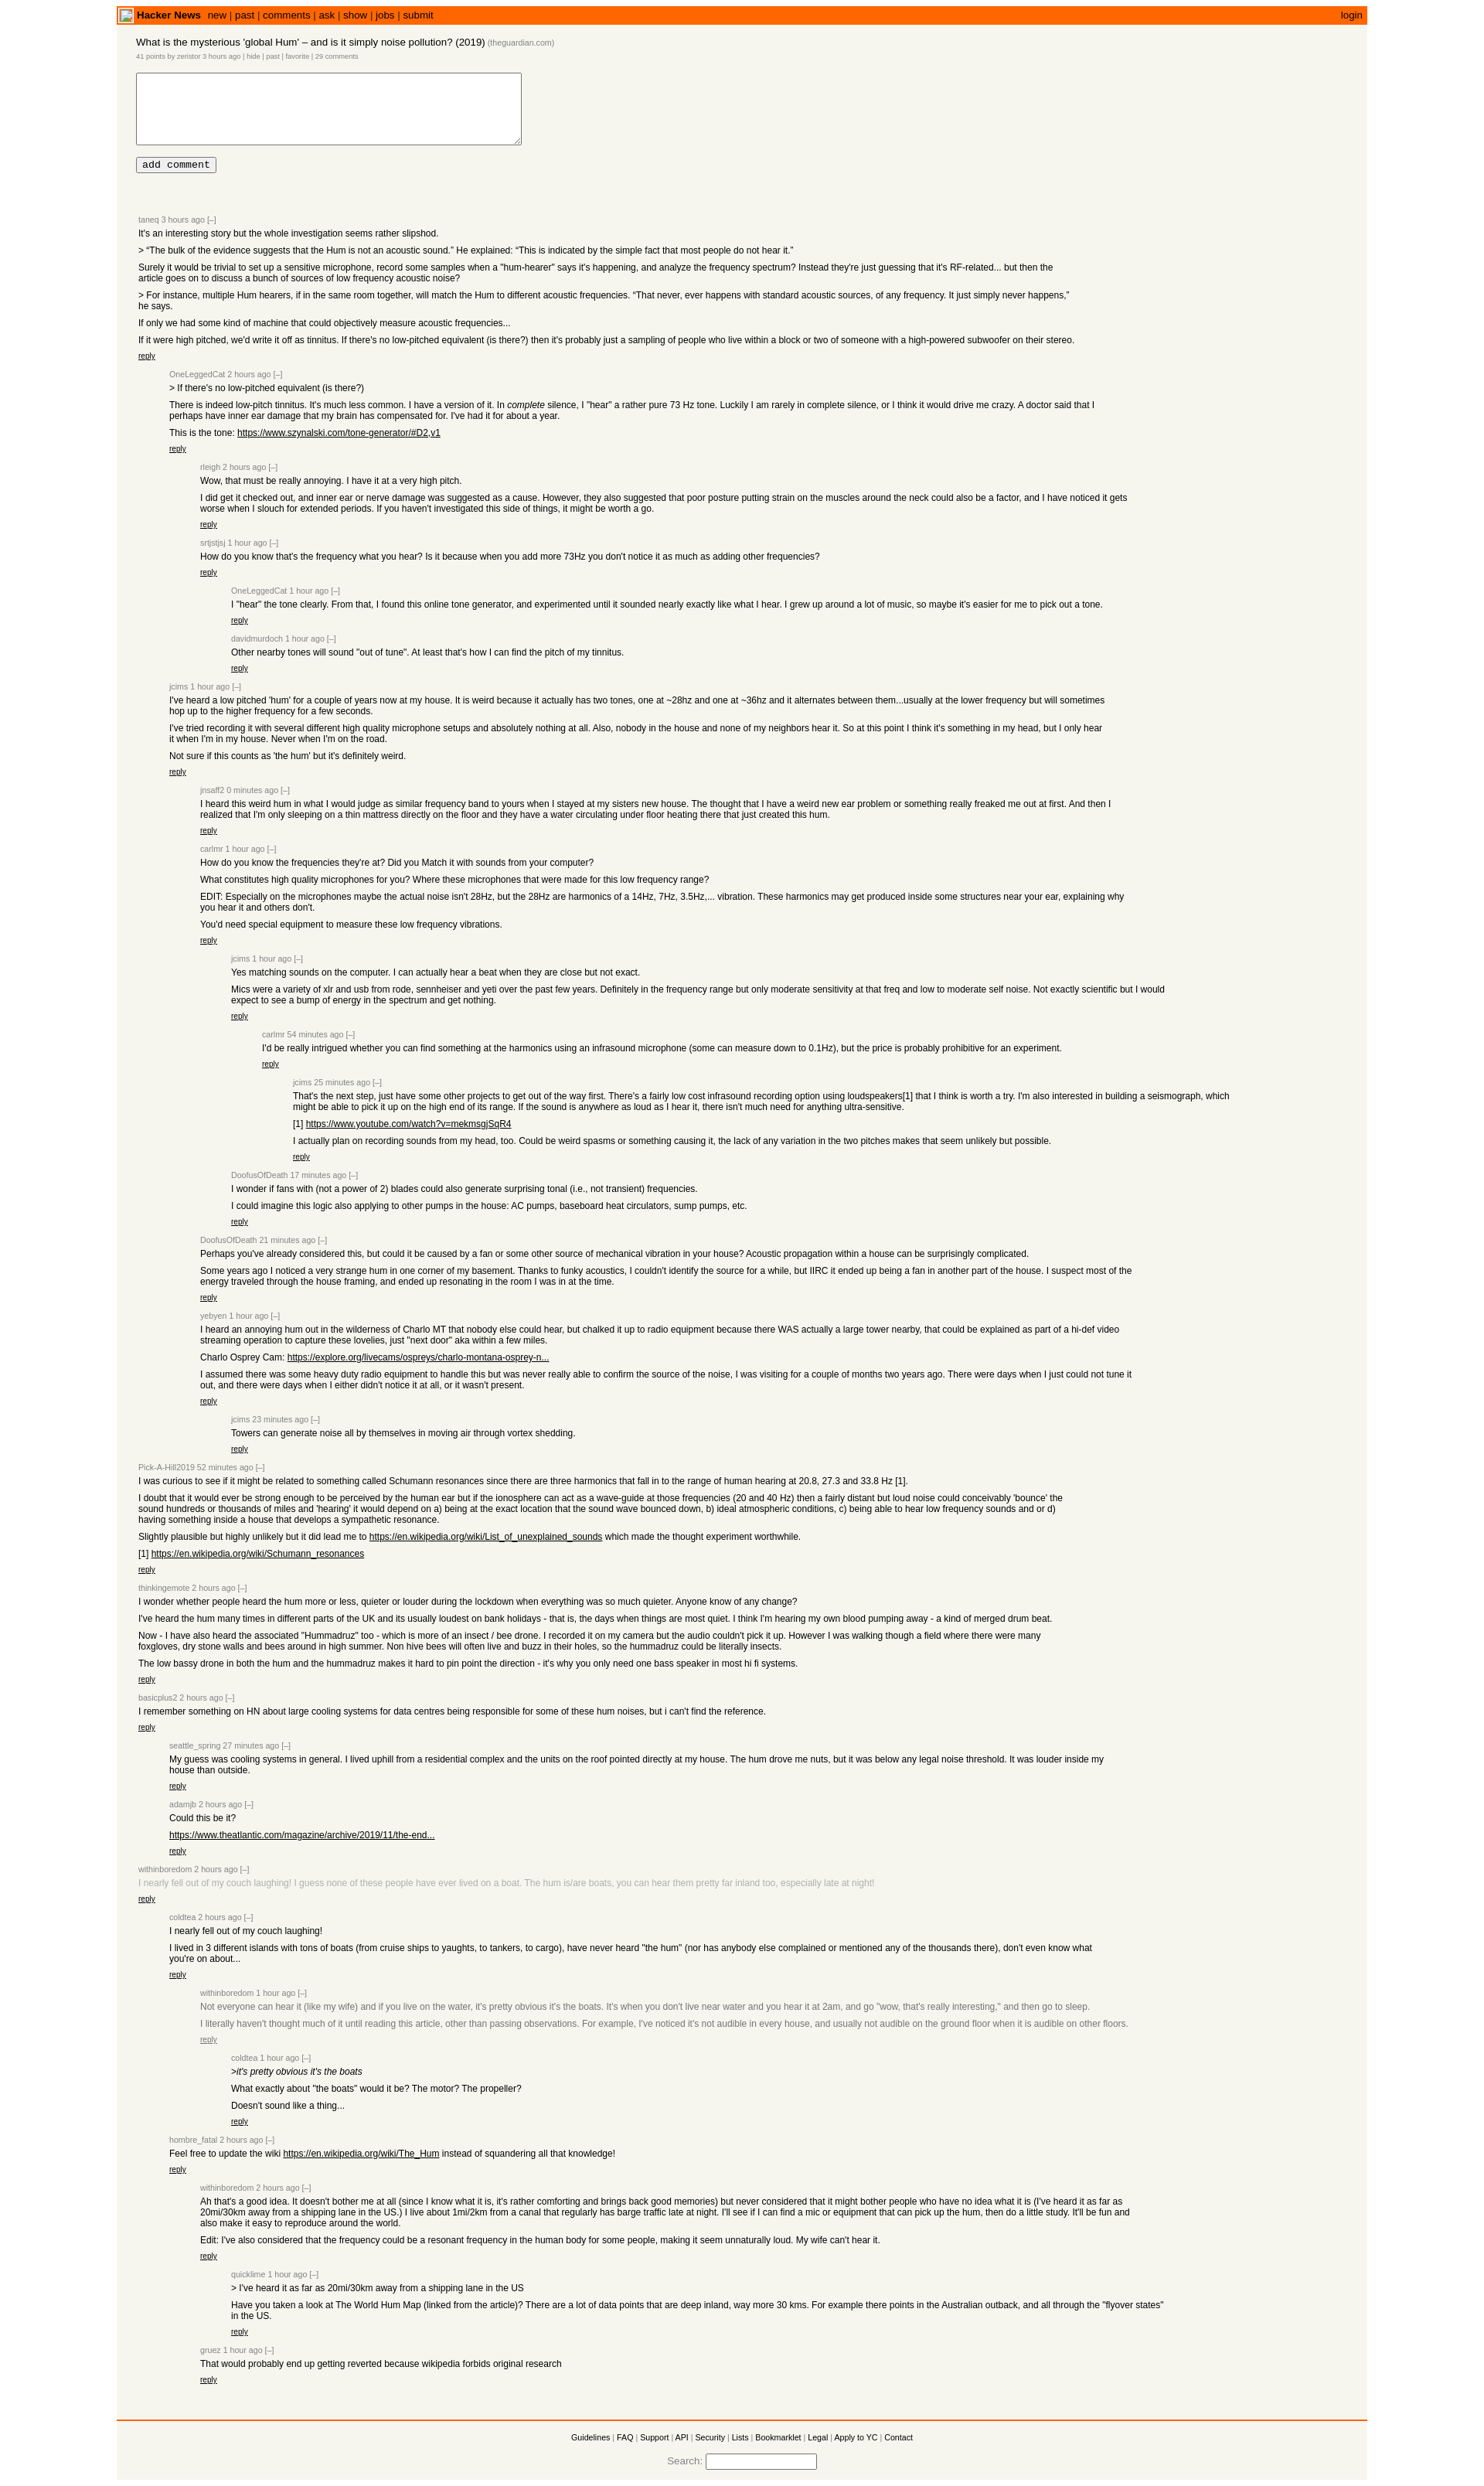 Hacker News new | past | comments | ask | show | jobs | submit login
What is the mysterious 'global Hum' – and is it simply noise pollution? (2019) (theguardian.com)
41 points by zeristor 3 hours ago | hide | past | favorite | 29 comments
add comment
taneq 3 hours ago [–]
It's an interesting story but the whole investigation seems rather slipshod.
> “The bulk of the evidence suggests that the Hum is not an acoustic sound.” He explained: “This is indicated by the simple fact that most people do not hear it.”
Surely it would be trivial to set up a sensitive microphone, record some samples when a "hum-hearer" says it's happening, and analyze the frequency spectrum? Instead they're just guessing that it's RF-related... but then the
article goes on to discuss a bunch of sources of low frequency acoustic noise?
> For instance, multiple Hum hearers, if in the same room together, will match the Hum to different acoustic frequencies. “That never, ever happens with standard acoustic sources, of any frequency. It just simply never happens,”
he says.
If only we had some kind of machine that could objectively measure acoustic frequencies...
If it were high pitched, we'd write it off as tinnitus. If there's no low-pitched equivalent (is there?) then it's probably just a sampling of people who live within a block or two of someone with a high-powered subwoofer on their stereo.
reply
OneLeggedCat 2 hours ago [–]
> If there's no low-pitched equivalent (is there?)
There is indeed low-pitch tinnitus. It's much less common. I have a version of it. In complete silence, I "hear" a rather pure 73 Hz tone. Luckily I am rarely in complete silence, or I think it would drive me crazy. A doctor said that I
perhaps have inner ear damage that my brain has compensated for. I've had it for about a year.
This is the tone: https://www.szynalski.com/tone-generator/#D2,v1
reply
rleigh 2 hours ago [–]
Wow, that must be really annoying. I have it at a very high pitch.
I did get it checked out, and inner ear or nerve damage was suggested as a cause. However, they also suggested that poor posture putting strain on the muscles around the neck could also be a factor, and I have noticed it gets
worse when I slouch for extended periods. If you haven't investigated this side of things, it might be worth a go.
reply
srtjstjsj 1 hour ago [–]
How do you know that's the frequency what you hear? Is it because when you add more 73Hz you don't notice it as much as adding other frequencies?
reply
OneLeggedCat 1 hour ago [–]
I "hear" the tone clearly. From that, I found this online tone generator, and experimented until it sounded nearly exactly like what I hear. I grew up around a lot of music, so maybe it's easier for me to pick out a tone.
reply
davidmurdoch 1 hour ago [–]
Other nearby tones will sound "out of tune". At least that's how I can find the pitch of my tinnitus.
reply
jcims 1 hour ago [–]
I've heard a low pitched 'hum' for a couple of years now at my house. It is weird because it actually has two tones, one at ~28hz and one at ~36hz and it alternates between them...usually at the lower frequency but will sometimes
hop up to the higher frequency for a few seconds.
I've tried recording it with several different high quality microphone setups and absolutely nothing at all. Also, nobody in the house and none of my neighbors hear it. So at this point I think it's something in my head, but I only hear
it when I'm in my house. Never when I'm on the road.
Not sure if this counts as 'the hum' but it's definitely weird.
reply
jnsaff2 0 minutes ago [–]
I heard this weird hum in what I would judge as similar frequency band to yours when I stayed at my sisters new house. The thought that I have a weird new ear problem or something really freaked me out at first. And then I
realized that I'm only sleeping on a thin mattress directly on the floor and they have a water circulating under floor heating there that just created this hum.
reply
carlmr 1 hour ago [–]
How do you know the frequencies they're at? Did you Match it with sounds from your computer?
What constitutes high quality microphones for you? Where these microphones that were made for this low frequency range?
EDIT: Especially on the microphones maybe the actual noise isn't 28Hz, but the 28Hz are harmonics of a 14Hz, 7Hz, 3.5Hz,... vibration. These harmonics may get produced inside some structures near your ear, explaining why
you hear it and others don't.
You'd need special equipment to measure these low frequency vibrations.
reply
jcims 1 hour ago [–]
Yes matching sounds on the computer. I can actually hear a beat when they are close but not exact.
Mics were a variety of xlr and usb from rode, sennheiser and yeti over the past few years. Definitely in the frequency range but only moderate sensitivity at that freq and low to moderate self noise. Not exactly scientific but I would
expect to see a bump of energy in the spectrum and get nothing.
reply
carlmr 54 minutes ago [–]
I'd be really intrigued whether you can find something at the harmonics using an infrasound microphone (some can measure down to 0.1Hz), but the price is probably prohibitive for an experiment.
reply
jcims 25 minutes ago [–]
That's the next step, just have some other projects to get out of the way first. There's a fairly low cost infrasound recording option using loudspeakers[1] that I think is worth a try. I'm also interested in building a seismograph, which
might be able to pick it up on the high end of its range. If the sound is anywhere as loud as I hear it, there isn't much need for anything ultra-sensitive.
[1] https://www.youtube.com/watch?v=mekmsgjSqR4
I actually plan on recording sounds from my head, too. Could be weird spasms or something causing it, the lack of any variation in the two pitches makes that seem unlikely but possible.
reply
DoofusOfDeath 17 minutes ago [–]
I wonder if fans with (not a power of 2) blades could also generate surprising tonal (i.e., not transient) frequencies.
I could imagine this logic also applying to other pumps in the house: AC pumps, baseboard heat circulators, sump pumps, etc.
reply
DoofusOfDeath 21 minutes ago [–]
Perhaps you've already considered this, but could it be caused by a fan or some other source of mechanical vibration in your house? Acoustic propagation within a house can be surprisingly complicated.
Some years ago I noticed a very strange hum in one corner of my basement. Thanks to funky acoustics, I couldn't identify the source for a while, but IIRC it ended up being a fan in another part of the house. I suspect most of the
energy traveled through the house framing, and ended up resonating in the room I was in at the time.
reply
yebyen 1 hour ago [–]
I heard an annoying hum out in the wilderness of Charlo MT that nobody else could hear, but chalked it up to radio equipment because there WAS actually a large tower nearby, that could be explained as part of a hi-def video
streaming operation to capture these lovelies, just "next door" aka within a few miles.
Charlo Osprey Cam: https://explore.org/livecams/ospreys/charlo-montana-osprey-n...
I assumed there was some heavy duty radio equipment to handle this but was never really able to confirm the source of the noise, I was visiting for a couple of months two years ago. There were days when I just could not tune it
out, and there were days when I either didn't notice it at all, or it wasn't present.
reply
jcims 23 minutes ago [–]
Towers can generate noise all by themselves in moving air through vortex shedding.
reply
Pick-A-Hill2019 52 minutes ago [–]
I was curious to see if it might be related to something called Schumann resonances since there are three harmonics that fall in to the range of human hearing at 20.8, 27.3 and 33.8 Hz [1].
I doubt that it would ever be strong enough to be perceived by the human ear but if the ionosphere can act as a wave-guide at those frequencies (20 and 40 Hz) then a fairly distant but loud noise could conceivably 'bounce' the
sound hundreds or thousands of miles and 'hearing' it would depend on a) being at the exact location that the sound wave bounced down, b) ideal atmospheric conditions, c) being able to hear low frequency sounds and or d)
having something inside a house that develops a sympathetic resonance.
Slightly plausible but highly unlikely but it did lead me to https://en.wikipedia.org/wiki/List_of_unexplained_sounds which made the thought experiment worthwhile.
[1] https://en.wikipedia.org/wiki/Schumann_resonances
reply
thinkingemote 2 hours ago [–]
I wonder whether people heard the hum more or less, quieter or louder during the lockdown when everything was so much quieter. Anyone know of any change?
I've heard the hum many times in different parts of the UK and its usually loudest on bank holidays - that is, the days when things are most quiet. I think I'm hearing my own blood pumping away - a kind of merged drum beat.
Now - I have also heard the associated "Hummadruz" too - which is more of an insect / bee drone. I recorded it on my camera but the audio couldn't pick it up. However I was walking though a field where there were many
foxgloves, dry stone walls and bees around in high summer. Non hive bees will often live and buzz in their holes, so the hummadruz could be literally insects.
The low bassy drone in both the hum and the hummadruz makes it hard to pin point the direction - it's why you only need one bass speaker in most hi fi systems.
reply
basicplus2 2 hours ago [–]
I remember something on HN about large cooling systems for data centres being responsible for some of these hum noises, but i can't find the reference.
reply
seattle_spring 27 minutes ago [–]
My guess was cooling systems in general. I lived uphill from a residential complex and the units on the roof pointed directly at my house. The hum drove me nuts, but it was below any legal noise threshold. It was louder inside my
house than outside.
reply
adamjb 2 hours ago [–]
Could this be it?
https://www.theatlantic.com/magazine/archive/2019/11/the-end...
reply
withinboredom 2 hours ago [–]
I nearly fell out of my couch laughing! I guess none of these people have ever lived on a boat. The hum is/are boats, you can hear them pretty far inland too, especially late at night!
reply
coldtea 2 hours ago [–]
I nearly fell out of my couch laughing!
I lived in 3 different islands with tons of boats (from cruise ships to yaughts, to tankers, to cargo), have never heard "the hum" (nor has anybody else complained or mentioned any of the thousands there), don't even know what
you're on about...
reply
withinboredom 1 hour ago [–]
Not everyone can hear it (like my wife) and if you live on the water, it's pretty obvious it's the boats. It's when you don't live near water and you hear it at 2am, and go "wow, that's really interesting," and then go to sleep.
I literally haven't thought much of it until reading this article, other than passing observations. For example, I've noticed it's not audible in every house, and usually not audible on the ground floor when it is audible on other floors.
reply
coldtea 1 hour ago [–]
>it's pretty obvious it's the boats
What exactly about "the boats" would it be? The motor? The propeller?
Doesn't sound like a thing...
reply
hombre_fatal 2 hours ago [–]
Feel free to update the wiki https://en.wikipedia.org/wiki/The_Hum instead of squandering all that knowledge!
reply
withinboredom 2 hours ago [–]
Ah that's a good idea. It doesn't bother me at all (since I know what it is, it's rather comforting and brings back good memories) but never considered that it might bother people who have no idea what it is (I've heard it as far as
20mi/30km away from a shipping lane in the US.) I live about 1mi/2km from a canal that regularly has barge traffic late at night. I'll see if I can find a mic or equipment that can pick up the hum, then do a little study. It'll be fun and
also make it easy to reproduce around the world.
Edit: I've also considered that the frequency could be a resonant frequency in the human body for some people, making it seem unnaturally loud. My wife can't hear it.
reply
quicklime 1 hour ago [–]
> I've heard it as far as 20mi/30km away from a shipping lane in the US
Have you taken a look at The World Hum Map (linked from the article)? There are a lot of data points that are deep inland, way more 30 kms. For example there points in the Australian outback, and all through the "flyover states"
in the US.
reply
gruez 1 hour ago [–]
That would probably end up getting reverted because wikipedia forbids original research
reply
Guidelines | FAQ | Support | API | Security | Lists | Bookmarklet | Legal | Apply to YC | Contact
Search: